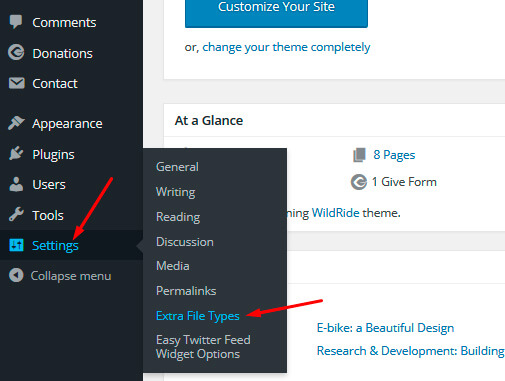 Comments
Donations
Contact
Appearance
Plugins
Users
Tools
Settings
Collapse menu
General
Writing
Reading
Discussion
Media
Permalinks
Extra File Types
Easy Twitter Feed
Widget Options
Customize Your Site
or, change your theme completely
At a Glance
8 Pages
1 Give Form
WildRide theme.
E-bike: a Beautiful Design
Research & Development: Building